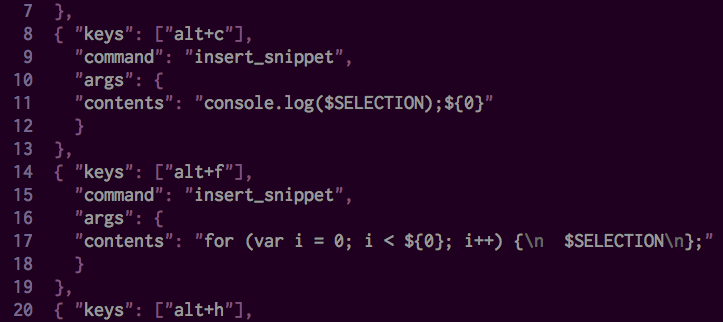 7 },
8 { "keys": ["alt+c"],
9 "command": "insert_snippet",
10 "args": {
11 "contents": "console.log($SELECTION);${0}"
12 }
13 },
14 { "keys": ["alt+f"],
15 "command": "insert_snippet",
16 "args": {
17 "contents": "for (var i = 0; i < ${0}; i++) {\n  $SELECTION\n};"
18 }
19 },
20 { "keys": ["alt+h"],